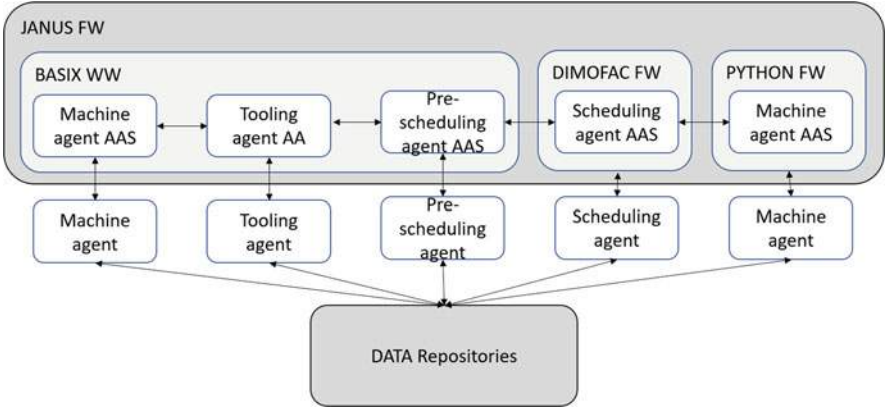 JANUS FW
BASIX WW
DIMOFAC FW
PYTHON FW
Machine
agent AAS
Tooling
agent AA
Pre-
scheduling
agent AAS
Scheduling
agent AAS
Machine
agent AAS
Machine
agent
Tooling
agent
Pre-
scheduling
agent
Scheduling
agent
Machine
agent
DATA Repositories